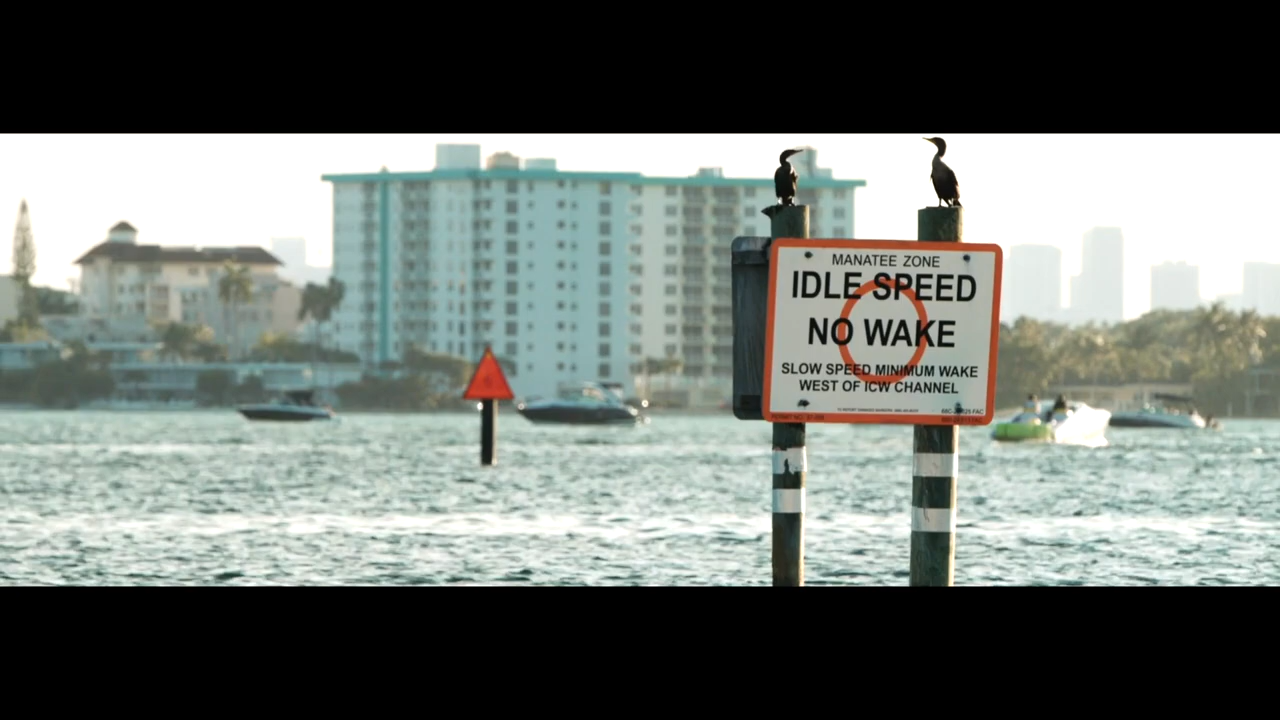 MANATEE ZONE
IDLE SPEED
NO WAKE
SLOW SPEED MINIMUM WAKE
WEST OF ICW CHANNEL